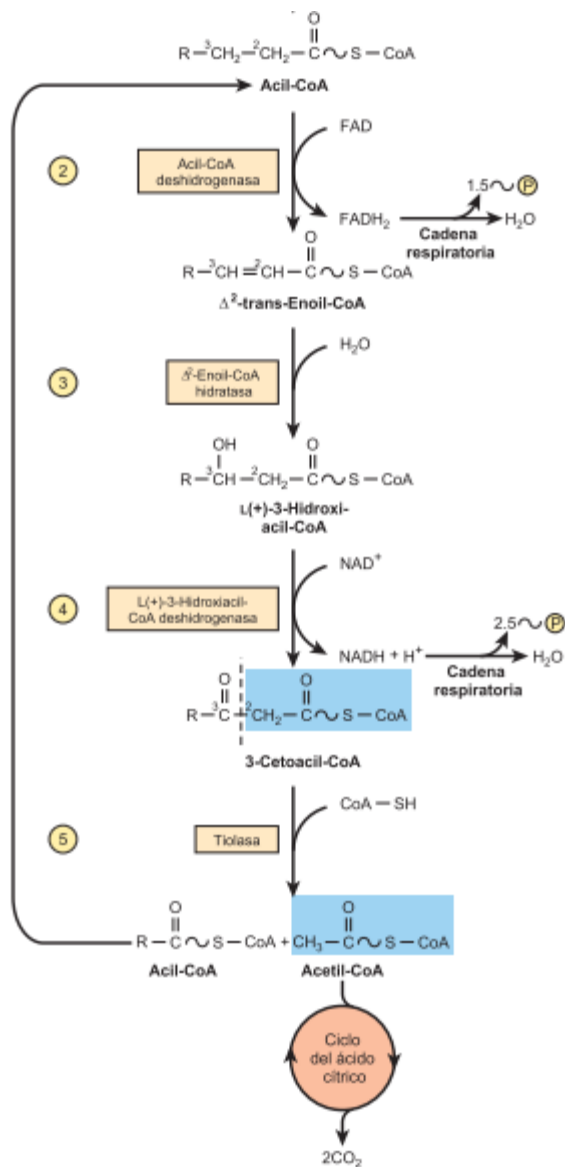 O
R—³CH₂—²CH₂—C~S—CoA
Acil-CoA
FAD
2
Acil-CoA
deshidrogenasa
1.5~P
FADH₂
H₂O
Cadena
respiratoria
O
R—³CH=²CH—C~S—CoA
Δ²-trans-Enoil-CoA
H₂O
3
Δ²-Enoil-CoA
hidratasa
OH O
R—³CH—²CH₂—C~S—CoA
L(+)-3-Hidroxi-
acil-CoA
NAD⁺
4
L(+)-3-Hidroxiacil-
CoA deshidrogenasa
2.5~P
NADH + H⁺
H₂O
Cadena
respiratoria
O O
R—³C—²CH₂—C~S—CoA
3-Cetoacil-CoA
CoA—SH
5
Tiolasa
O O
R—C~S—CoA + CH₃—C~S—CoA
Acil-CoA Acetil-CoA
Ciclo
del ácido
cítrico
2CO₂